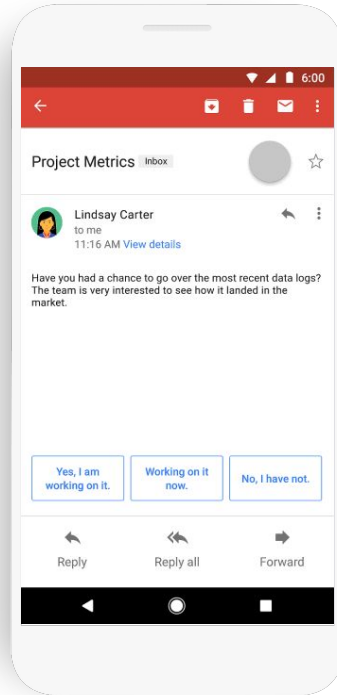 6:00
Project Metrics Inbox
Lindsay Carter
to me
11:16 AM View details
Have you had a chance to go over the most recent data logs?
The team is very interested to see how it landed in the
market.
Yes, I am
working on it.
Working on it
now.
No, I have not.
Reply
Reply all
Forward